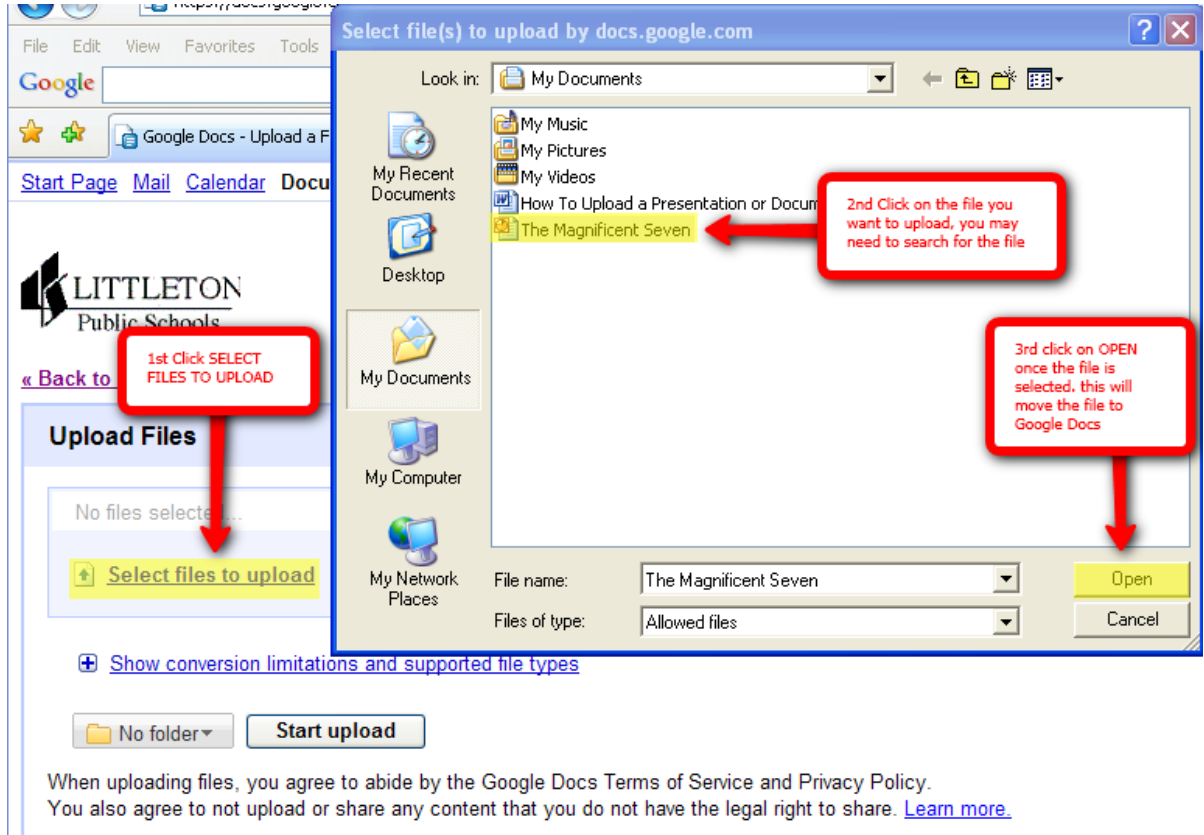 Select file(s) to upload by docs.google.com
File Edit View Favorites Tools
Google
Look in: My Documents
Google Docs - Upload a F
Start Page Mail Calendar Docu
LITTLETON
Public Schools
« Back to
1st Click SELECT
FILES TO UPLOAD
Upload Files
No files selected...
Select files to upload
My Recent
Documents
Desktop
My Documents
My Computer
My Network
Places
My Music
My Pictures
My Videos
How To Upload a Presentation or Docum
The Magnificent Seven
2nd Click on the file you
want to upload, you may
need to search for the file
3rd click on OPEN
once the file is
selected. this will
move the file to
Google Docs
File name: The Magnificent Seven Open
Files of type: Allowed files Cancel
Show conversion limitations and supported file types
No folder Start upload
When uploading files, you agree to abide by the Google Docs Terms of Service and Privacy Policy.
You also agree to not upload or share any content that you do not have the legal right to share. Learn more.